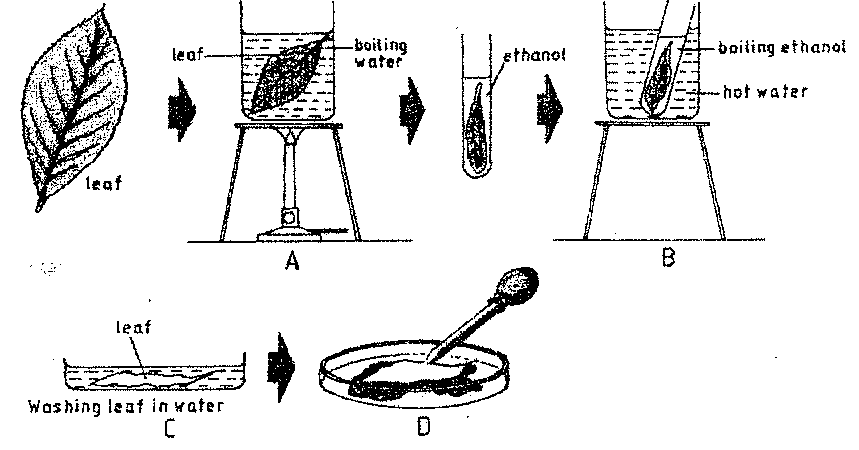 leaf
leaf
boiling
water
A
ethanol
boiling ethanol
hot water
B
leaf
Washing leaf in water
C
D